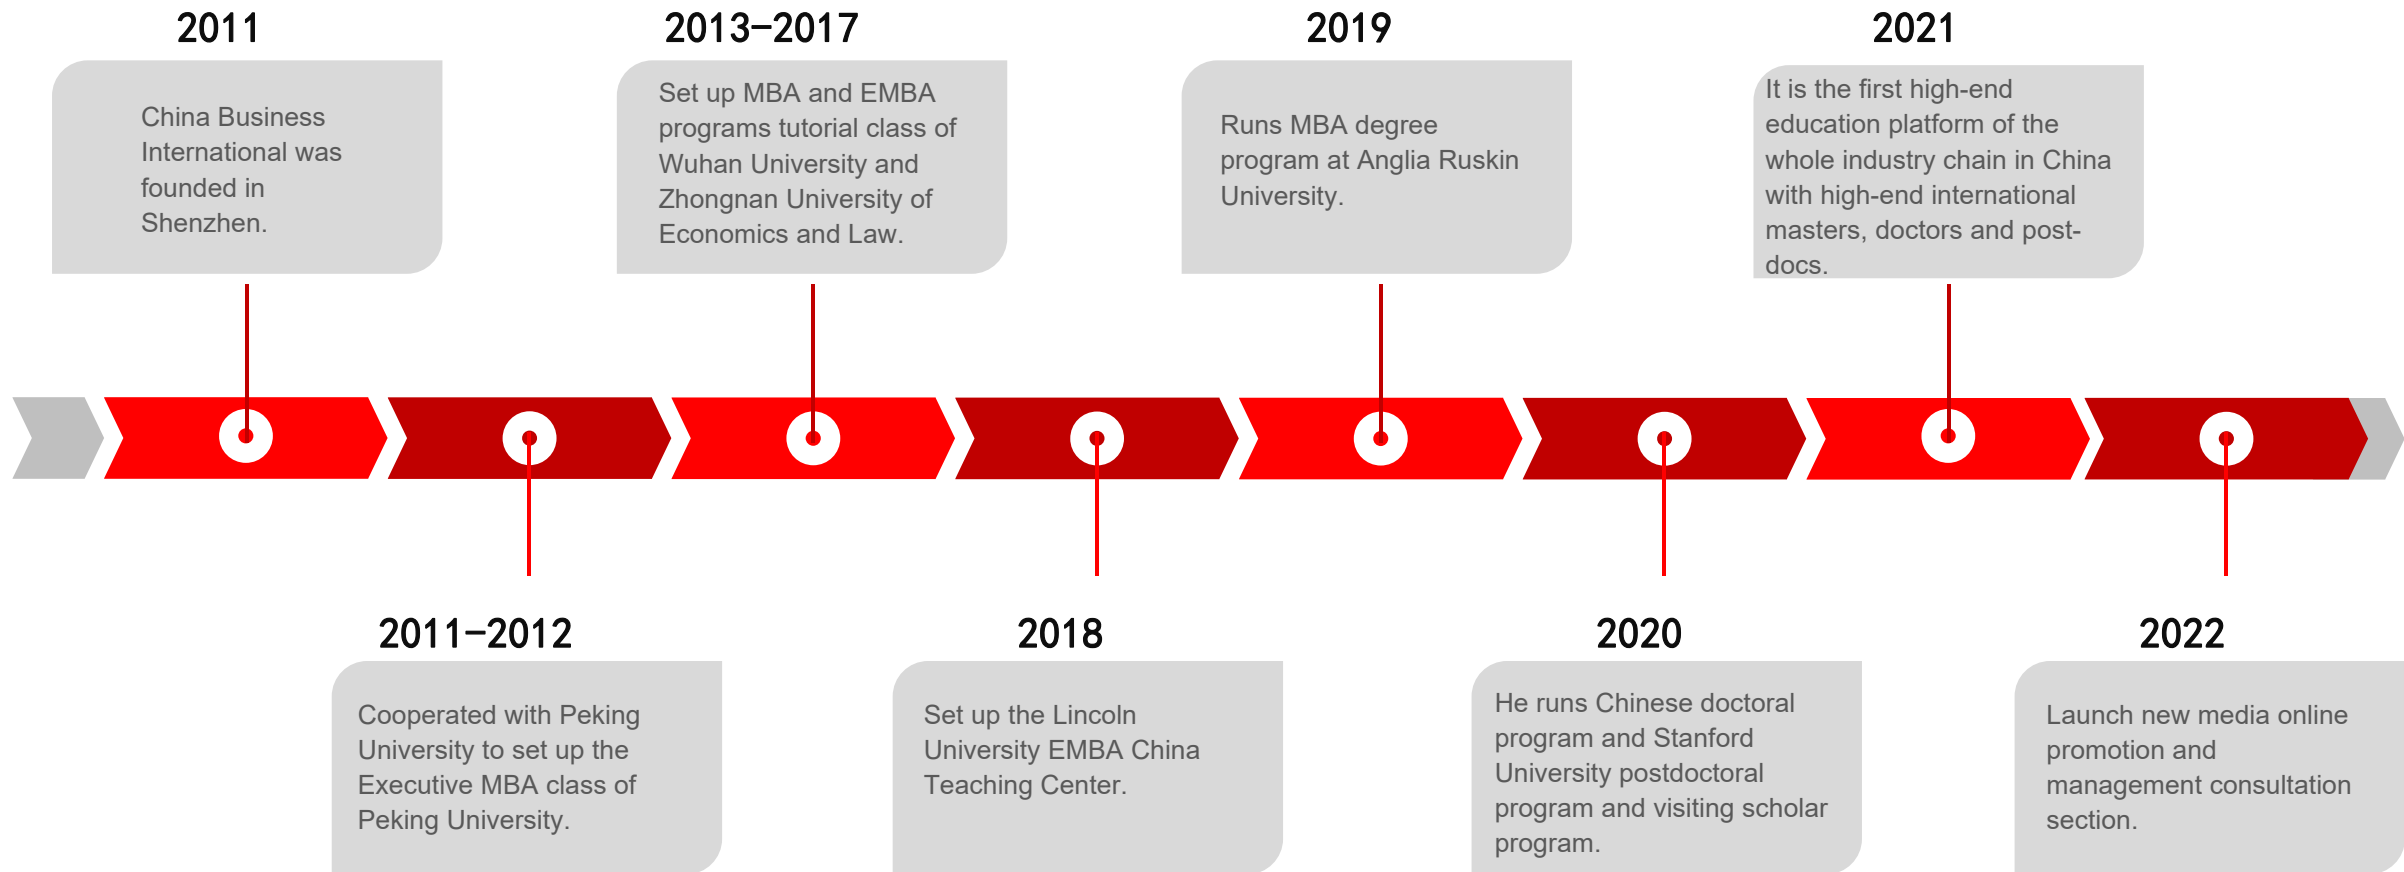 2011
China Business
International was
founded in
Shenzhen.
2011-2012
Cooperated with Peking
University to set up the
Executive MBA class of
Peking University.
2013-2017
Set up MBA and EMBA
programs tutorial class of
Wuhan University and
Zhongnan University of
Economics and Law.
2018
Set up the Lincoln
University EMBA China
Teaching Center.
2019
Runs MBA degree
program at Anglia Ruskin
University.
2020
He runs Chinese doctoral
program and Stanford
University postdoctoral
program and visiting scholar
program.
2021
It is the first high-end
education platform of the
whole industry chain in China
with high-end international
masters, doctors and post-
docs.
2022
Launch new media online
promotion and
management consultation
section.